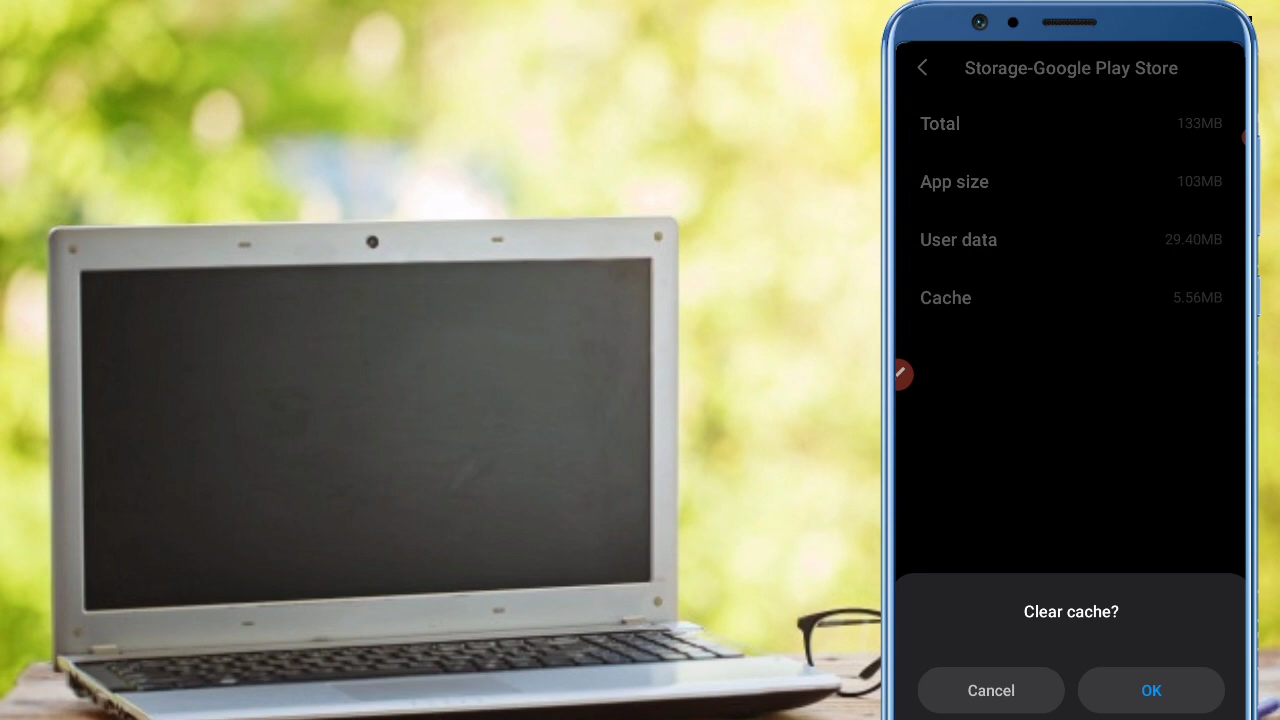 Storage-Google Play Store
Total 133MB
App size 103MB
User data 29.40MB
Cache 5.56MB
Clear cache?
Cancel OK